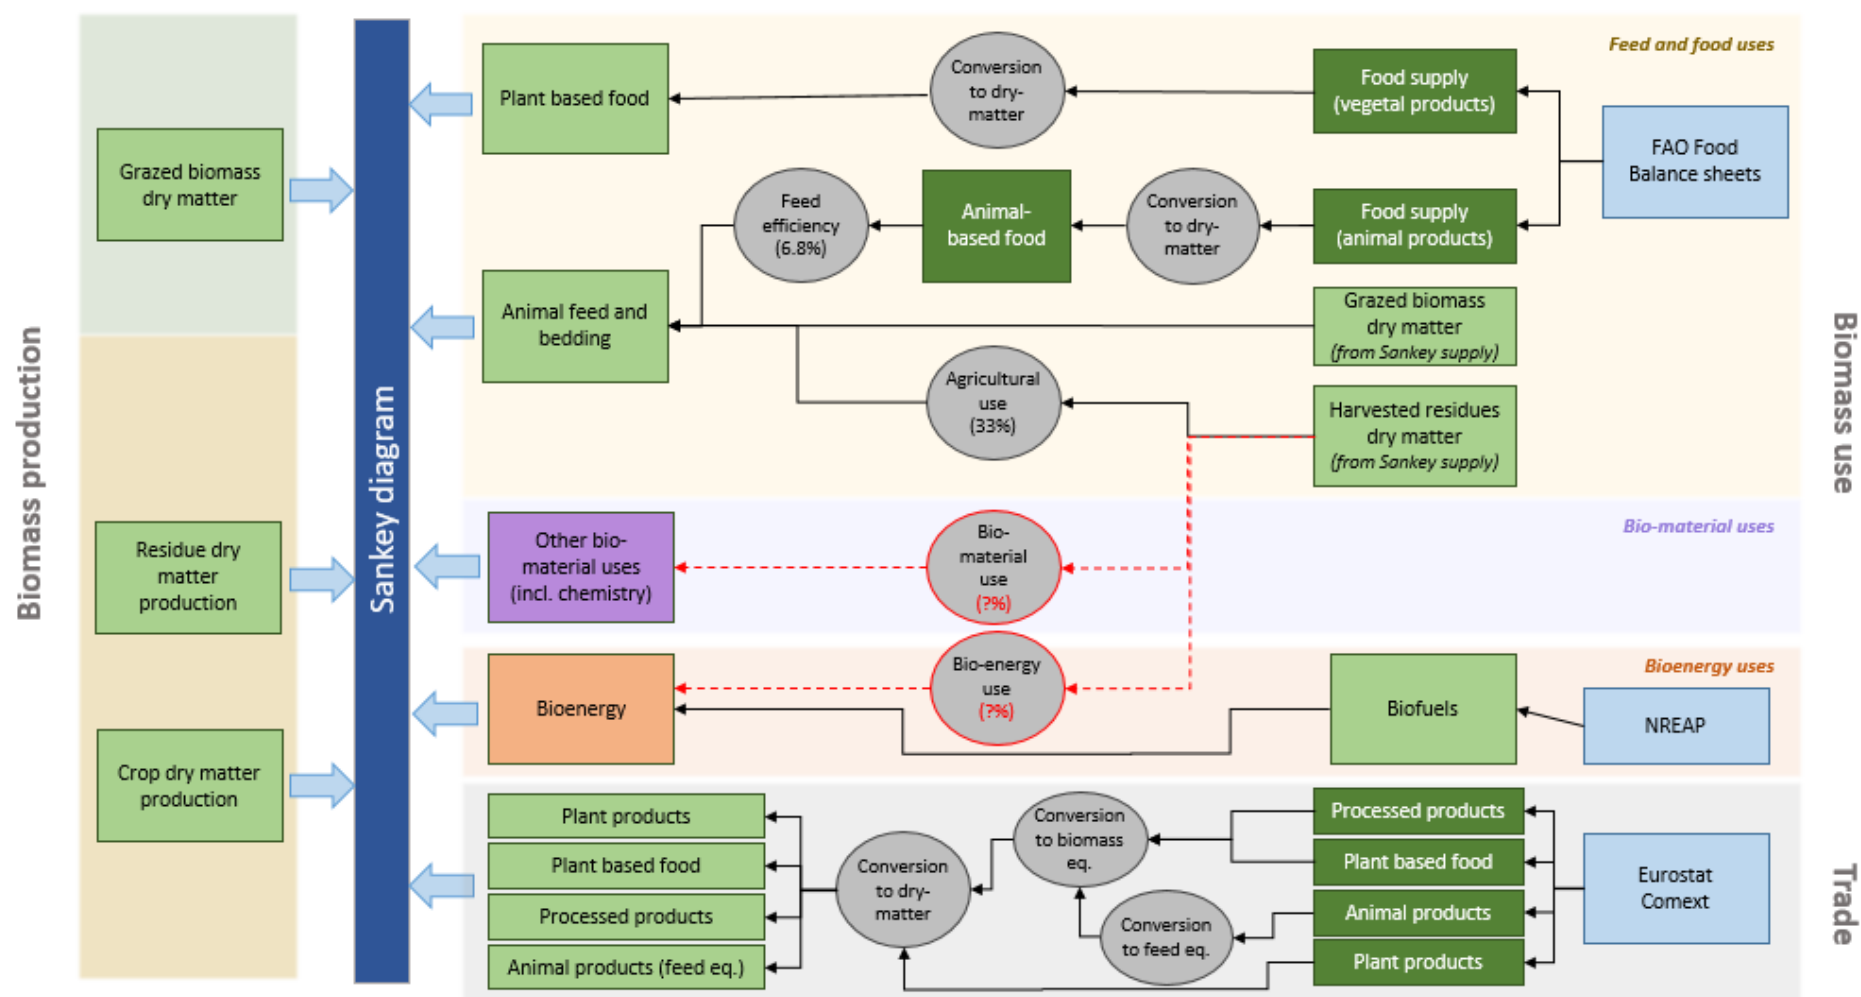 Biomass production
Grazed biomass
dry matter
Residue dry
matter
production
Crop dry matter
production
Sankey diagram
Feed and food uses
Plant based food
Conversion
to dry-
matter
Food supply
(vegetal products)
FAO Food
Balance sheets
Feed
efficiency
(6.8%)
Animal-
based food
Conversion
to dry-
matter
Food supply
(animal products)
Animal feed and
bedding
Grazed biomass
dry matter
(from Sankey supply)
Agricultural
use
(33%)
Harvested residues
dry matter
(from Sankey supply)
Bio-material uses
Other bio-
material uses
(incl. chemistry)
Bio-
material
use
(?%)
Bioenergy uses
Bioenergy
Bio-energy
use
(?%)
Biofuels
NREAP
Plant products
Plant based food
Processed products
Animal products (feed eq.)
Conversion
to dry-
matter
Conversion
to biomass
eq.
Conversion
to feed eq.
Processed products
Plant based food
Animal products
Plant products
Eurostat
Comext
Biomass use
Trade